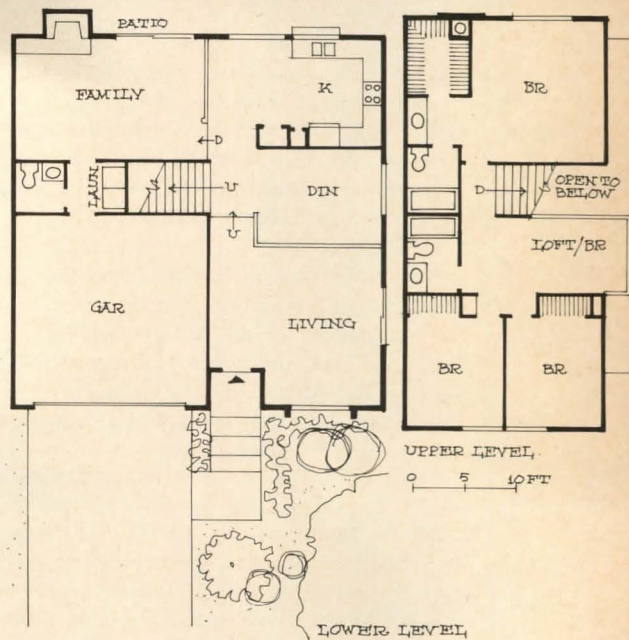 PATIO
FAMILY
K
BR
D
LAUN
U
DIN
D
OPEN TO
BELOW
U
LOFT/BR
GAR
LIVING
BR
BR
UPPER LEVEL
0 5 10 FT
LOWER LEVEL